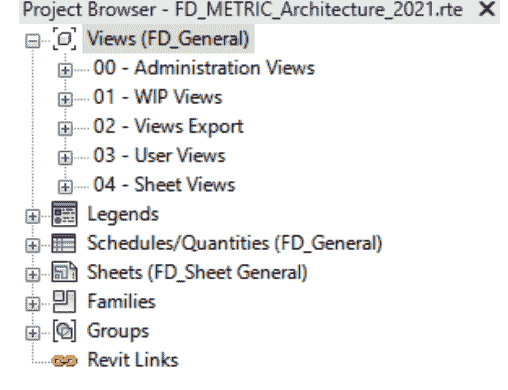 Project Browser - FD_METRIC_Architecture_2021.rte
Views (FD_General)
00 - Administration Views
01 - WIP Views
02 - Views Export
03 - User Views
04 - Sheet Views
Legends
Schedules/Quantities (FD_General)
Sheets (FD_Sheet General)
Families
Groups
Revit Links